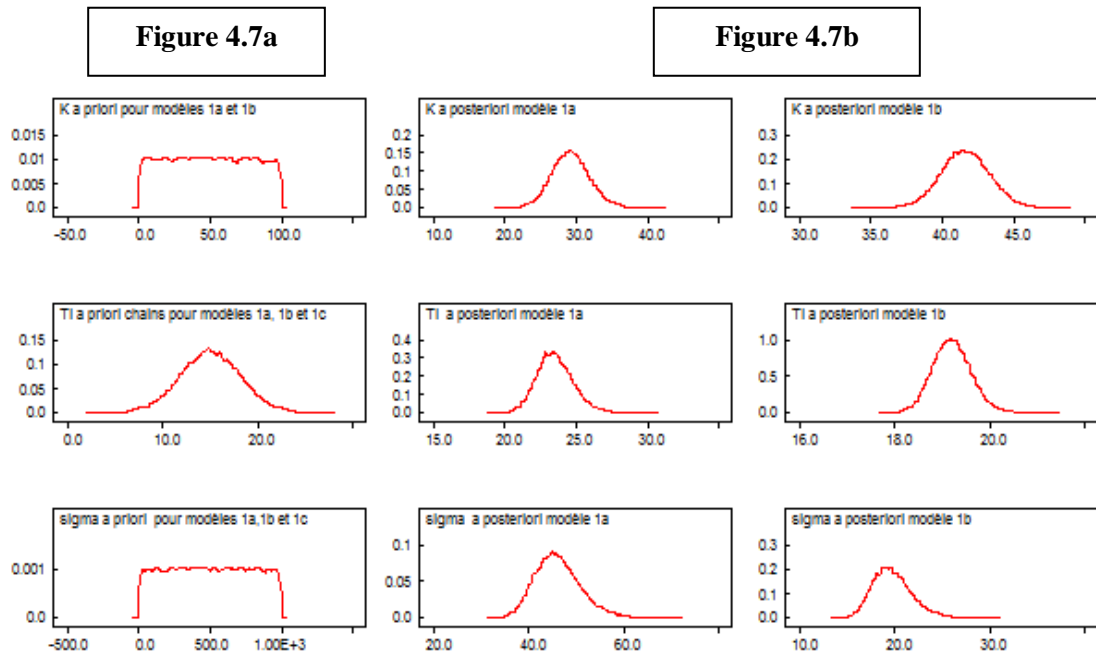 Figure 4.7a
Figure 4.7b
K a priori pour modèles 1a et 1b
0.015
0.01
0.005
0.0
-50.0 0.0 50.0 100.0
K a posteriori modèle 1a
0.2
0.15
0.1
0.05
0.0
10.0 20.0 30.0 40.0
K a posteriori modèle 1b
0.3
0.2
0.1
0.0
30.0 35.0 40.0 45.0
TI a priori chains pour modèles 1a, 1b et 1c
0.15
0.1
0.05
0.0
0.0 10.0 20.0
TI a posteriori modèle 1a
0.4
0.3
0.2
0.1
0.0
15.0 20.0 25.0 30.0
TI a posteriori modèle 1b
1.0
0.5
0.0
16.0 18.0 20.0
sigma a priori pour modèles 1a,1b et 1c
0.001
0.0
-500.0 0.0 500.0 1.00E+3
sigma a posteriori modèle 1a
0.1
0.05
0.0
20.0 40.0 60.0
sigma a posteriori modèle 1b
0.3
0.2
0.1
0.0
10.0 20.0 30.0